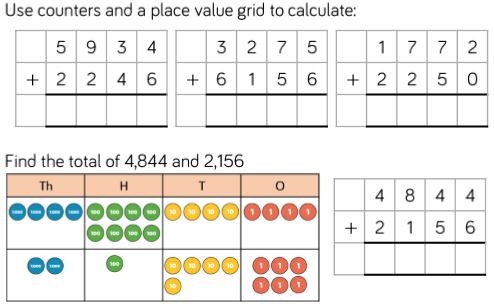 Use counters and a place value grid to calculate:
5 9 3 4
+ 2 2 4 6
3 2 7 5
+ 6 1 5 6
1 7 7 2
+ 2 2 5 0
Find the total of 4,844 and 2,156
Th H T O
1000 1000 1000 1000 100 100 100 100 10 10 10 10 1 1 1 1
100 100 100 100
1000 1000 100 10 10 10 10 1 1 1
10 1 1 1
4 8 4 4
+ 2 1 5 6